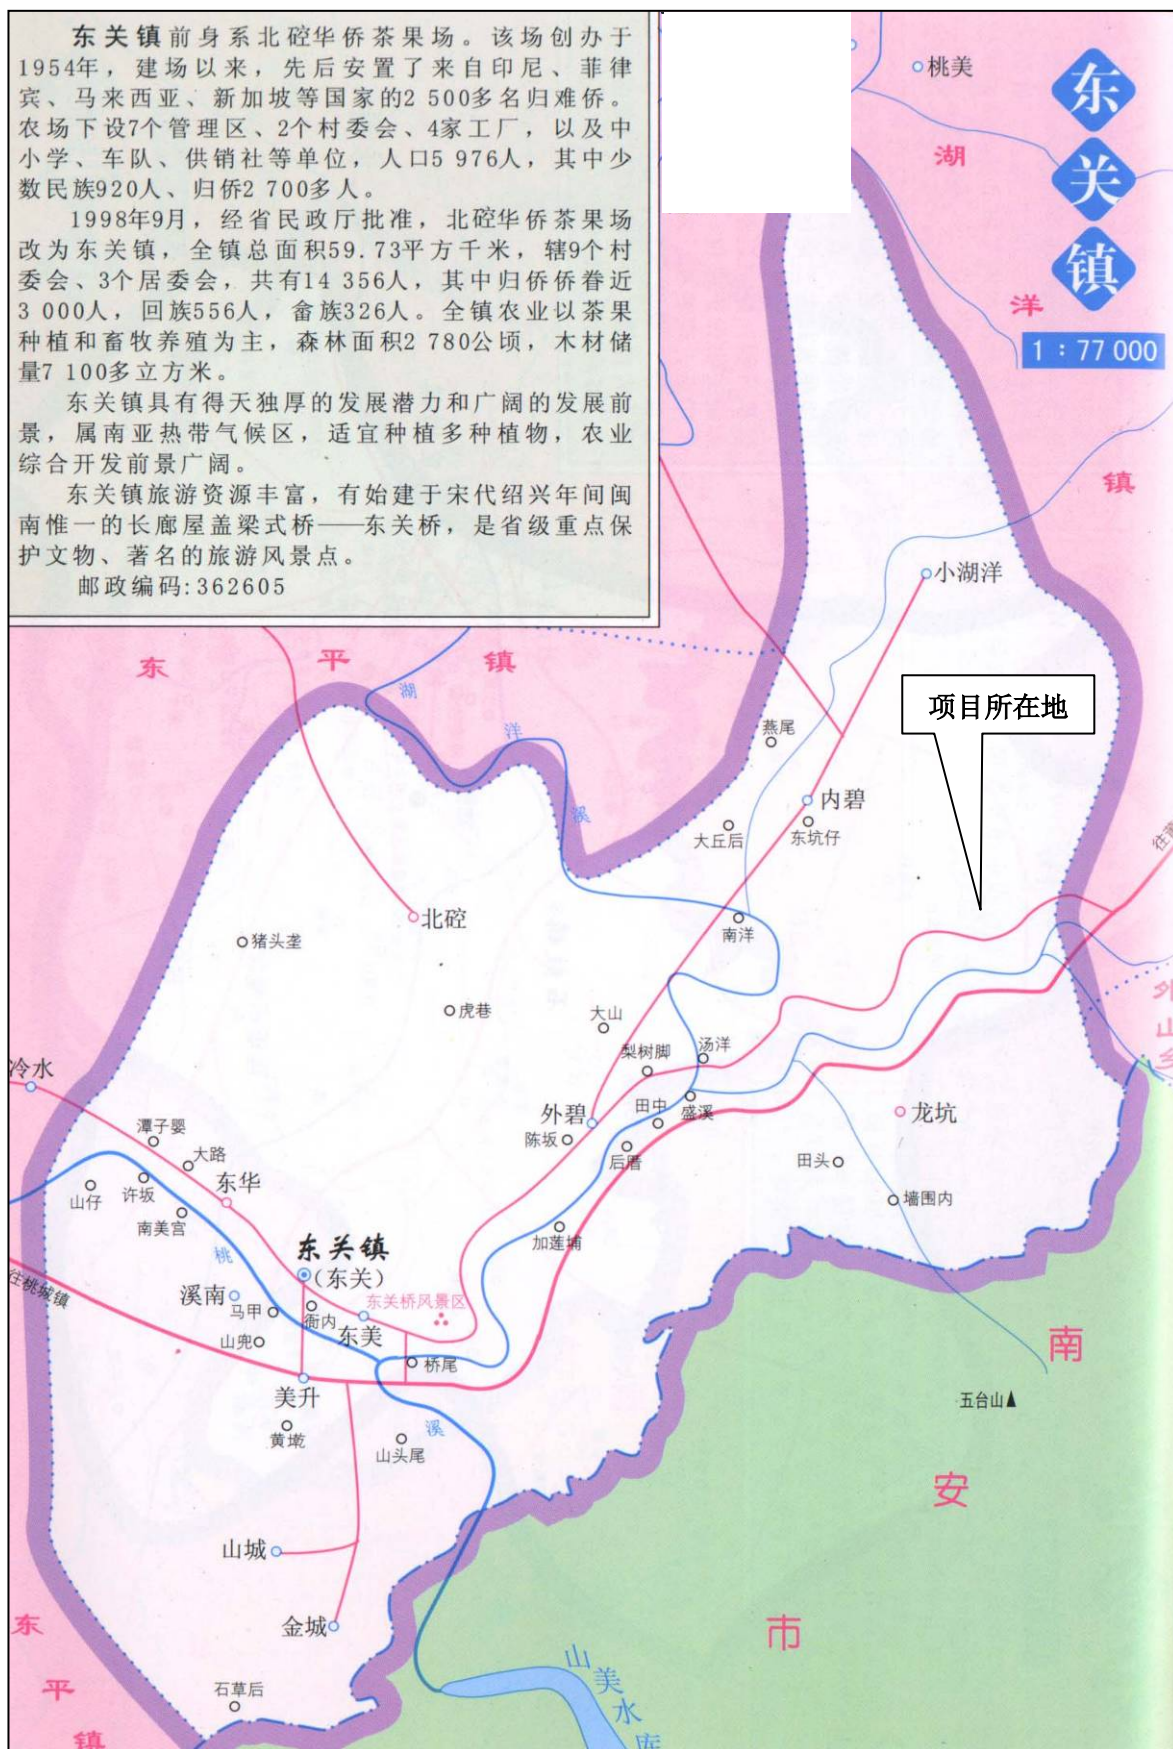 东关镇前身系北硿华侨茶果场。该场创办于
1954年，建场以来，先后安置了来自印尼、菲律
宾、马来西亚、新加坡等国家的2 500多名归难侨。
农场下设7个管理区、2个村委会、4家工厂，以及中
小学、车队、供销社等单位，人口5 976人，其中少
数民族920人、归侨2 700多人。
1998年9月，经省民政厅批准，北硿华侨茶果场
改为东关镇，全镇总面积59.73平方千米，辖9个村
委会、3个居委会，共有14 356人，其中归侨侨眷近
3 000人，回族556人，畲族326人。全镇农业以茶果
种植和畜牧养殖为主，森林面积2 780公顷，木材储
量7 100多立方米。
东关镇具有得天独厚的发展潜力和广阔的发展前
景，属南亚热带气候区，适宜种植多种植物，农业
综合开发前景广阔。
东关镇旅游资源丰富，有始建于宋代绍兴年间闽
南惟一的长廊屋盖梁式桥——东关桥，是省级重点保
护文物、著名的旅游风景点。
邮政编码:362605
东关镇
1：77 000
桃美
湖洋镇
小湖洋
东平镇
湖洋溪
项目所在地
燕尾
内碧
东坑仔
大丘后
北硿
南洋
猪头垄
虎巷
大山
梨树脚
汤洋
冷水
外碧
田中
盛溪
龙坑
陈坂
后厝
田头
潭子婴
大路
东华
山仔
许坂
南美宫
墙围内
加莲埔
东关镇
（东关）
桃溪
往桃城镇
溪南
马甲
衙内
东美
东关桥风景区
山兜
桥尾
美升
黄墘
山头尾
五台山
南安市
山城
金城
石草后
东平镇
山美水库
外山乡